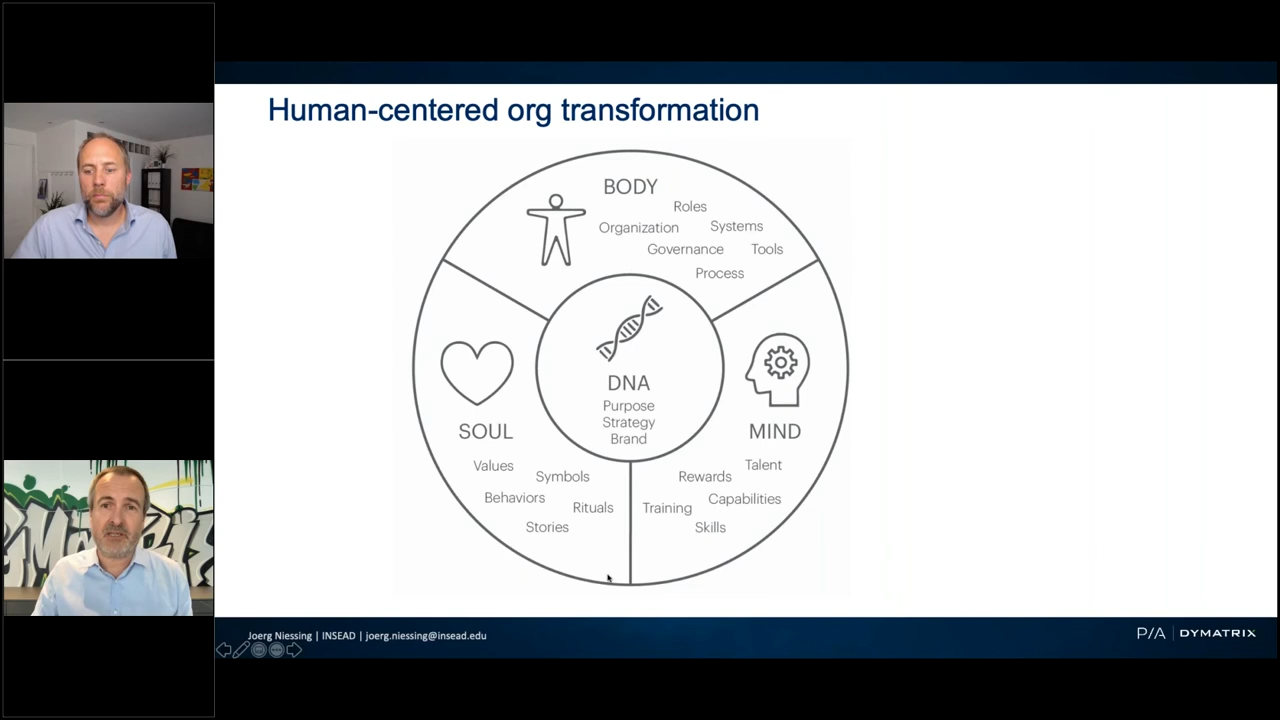 Human-centered org transformation
BODY
Roles
Organization
Systems
Governance
Tools
Process
DNA
Purpose
Strategy
Brand
SOUL
Values
Symbols
Behaviors
Rituals
Stories
MIND
Talent
Rewards
Capabilities
Training
Skills
Joerg Niessing | INSEAD | joerg.niessing@insead.edu
P/A | DYMATRIX